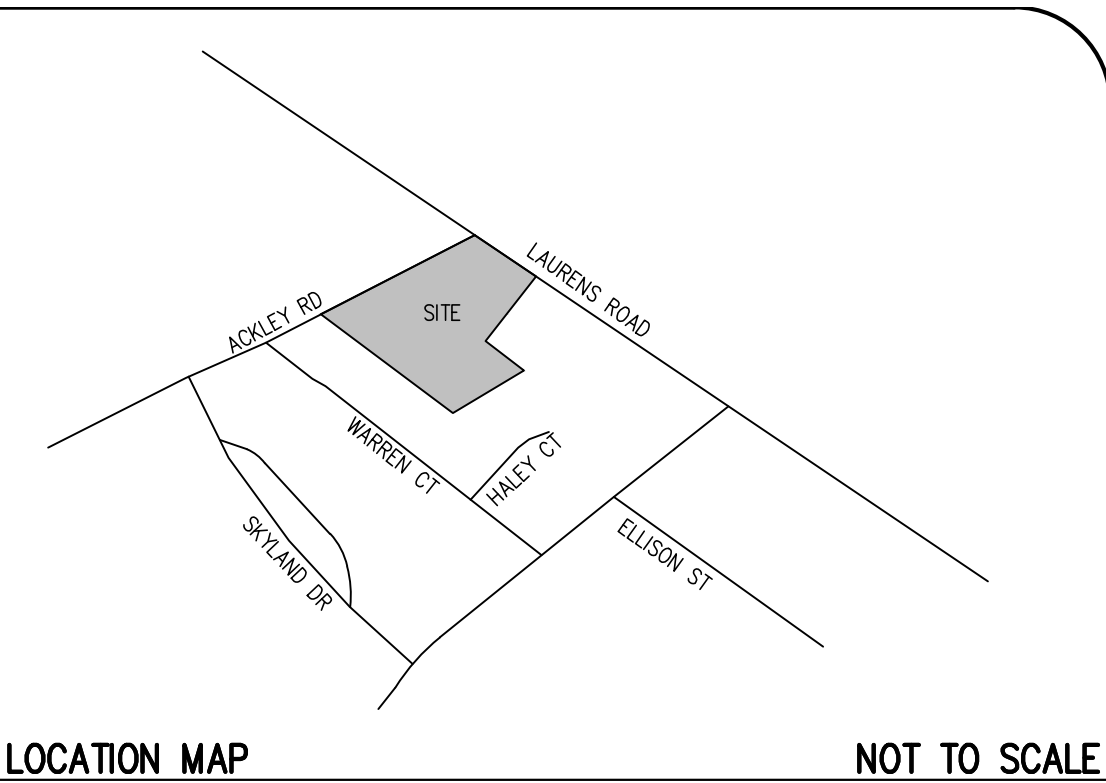 LAURENS ROAD
ACKLEY RD
SITE
WARREN CT
HALEY CT
SKYLAND DR
ELLISON ST
LOCATION MAP
NOT TO SCALE